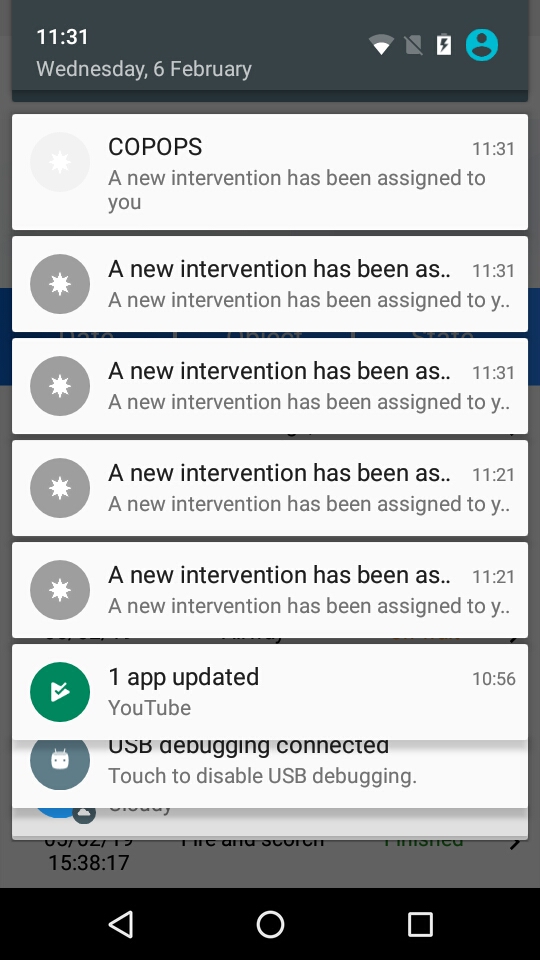 11:31
Wednesday, 6 February
COPOPS 11:31
A new intervention has been assigned to
you
A new intervention has been as.. 11:31
A new intervention has been assigned to y..
A new intervention has been as.. 11:31
A new intervention has been assigned to y..
A new intervention has been as.. 11:21
A new intervention has been assigned to y..
A new intervention has been as.. 11:21
A new intervention has been assigned to y..
1 app updated 10:56
YouTube
USB debugging connected
Touch to disable USB debugging.
Cloudy
05/02/19 Fire and scorch Finished
15:38:17